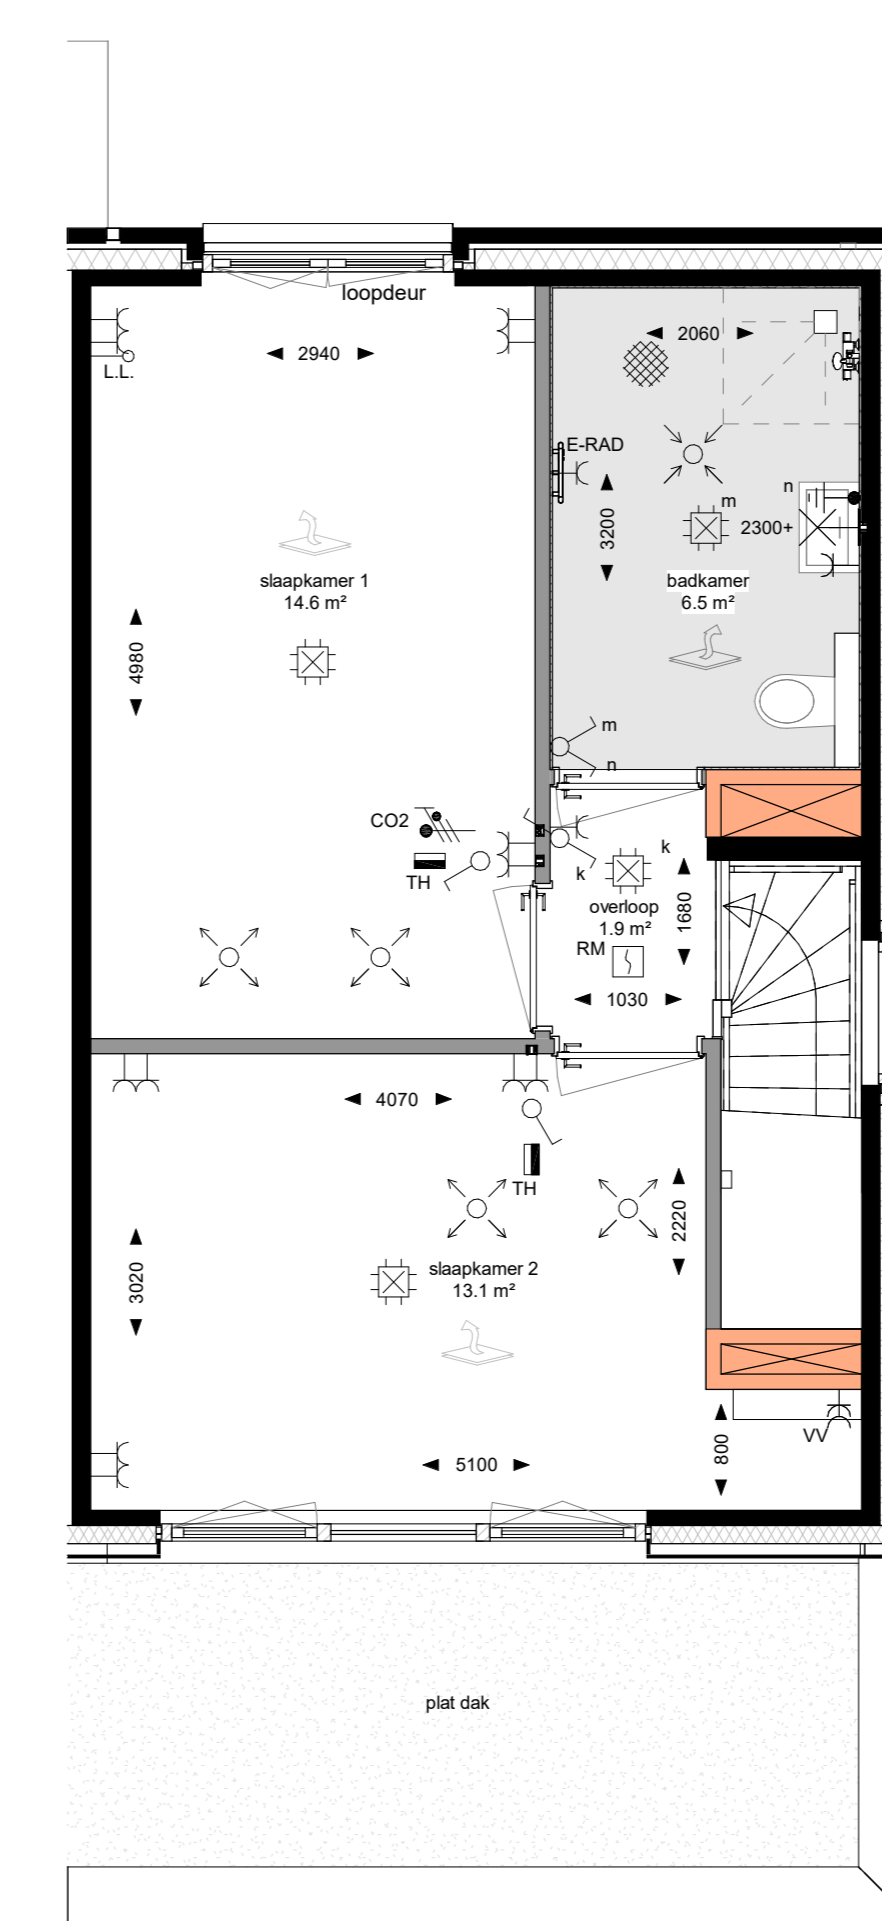 loopdeur
2940
2060
L.L.
E-RAD
n
m
2300+
3200
slaapkamer 1
14.6 m²
badkamer
6.5 m²
4980
m
n
CO2
TH
k
k
overloop
1.9 m²
1680
RM
1030
4070
TH
2220
slaapkamer 2
13.1 m²
3020
VV
800
5100
plat dak